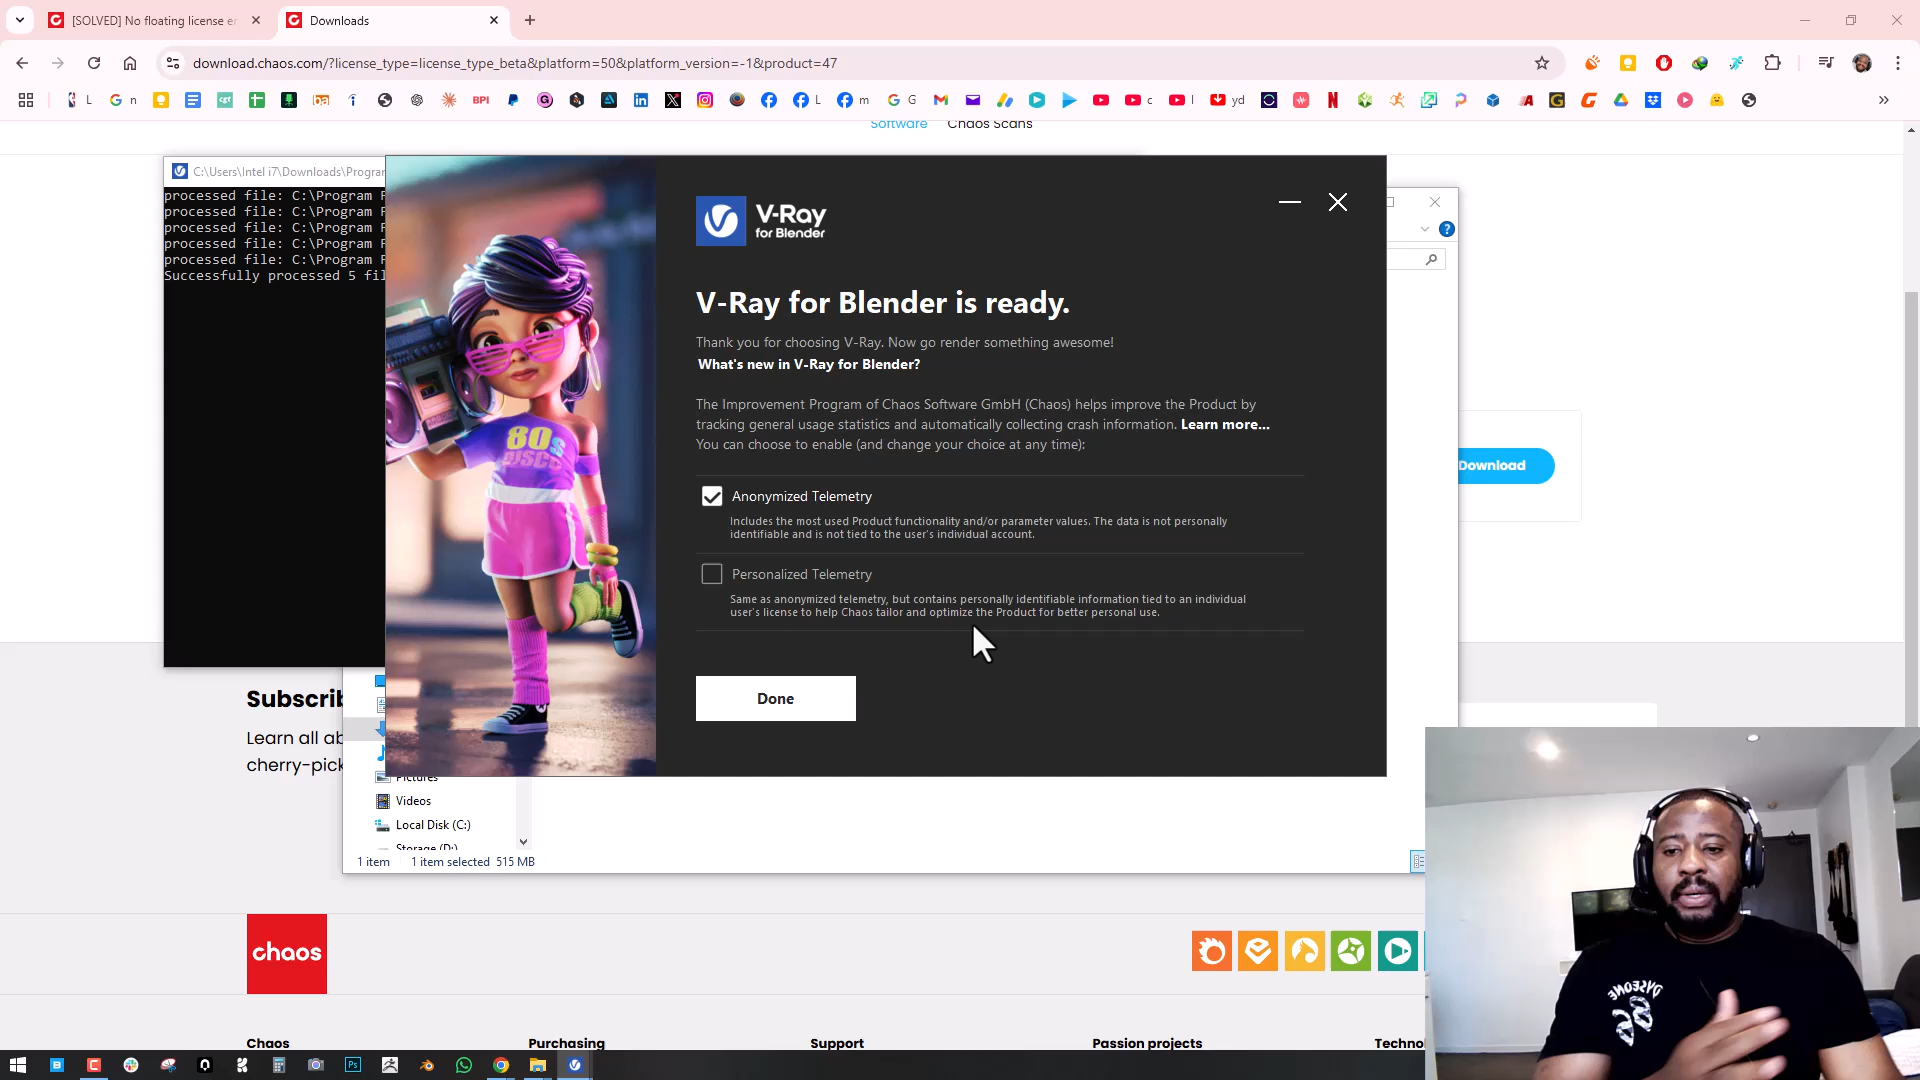 [SOLVED] No floating license er
Downloads
download.chaos.com/?license_type=license_type_beta&platform=50&platform_version=-1&product=47
L
G n
cgt
BPI
L
m
G
c
I
yd
Software
Chaos Scans
C:\Users\Intel i7\Downloads\Progra
processed file: C:\Program F
processed file: C:\Program F
processed file: C:\Program F
processed file: C:\Program F
processed file: C:\Program F
Successfully processed 5 fil
V-Ray
for Blender
V-Ray for Blender is ready.
Thank you for choosing V-Ray. Now go render something awesome!
What's new in V-Ray for Blender?
The Improvement Program of Chaos Software GmbH (Chaos) helps improve the Product by
tracking general usage statistics and automatically collecting crash information. Learn more...
You can choose to enable (and change your choice at any time):
Anonymized Telemetry
Includes the most used Product functionality and/or parameter values. The data is not personally
identifiable and is not tied to the user's individual account.
Personalized Telemetry
Same as anonymized telemetry, but contains personally identifiable information tied to an individual
user's license to help Chaos tailor and optimize the Product for better personal use.
Done
80s
DISCO
Download
Subscrib
Learn all ab
cherry-pick
Pictures
Videos
Local Disk (C:)
Storage (D:)
1 item
1 item selected 515 MB
chaos
Chaos
Purchasing
Support
Passion projects
Techno
Ps